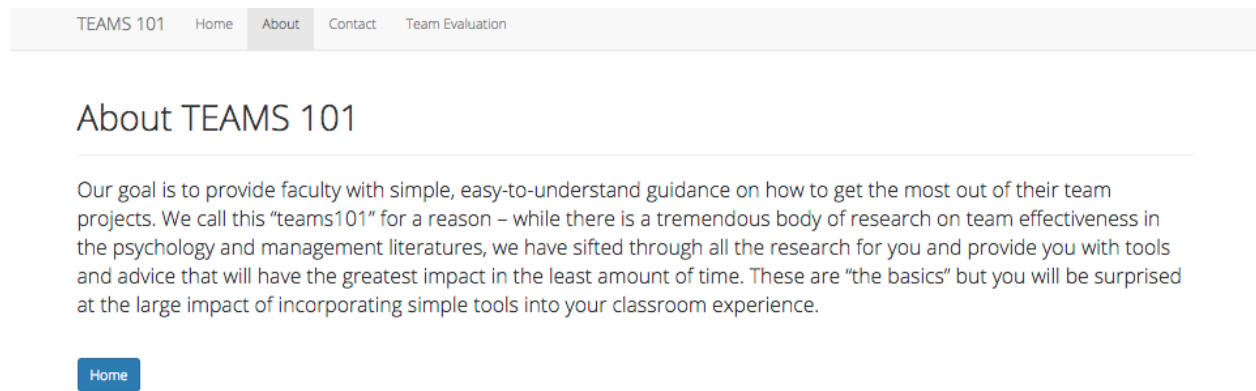 TEAMS 101 Home About Contact Team Evaluation
About TEAMS 101
Our goal is to provide faculty with simple, easy-to-understand guidance on how to get the most out of their team
projects. We call this “teams101” for a reason – while there is a tremendous body of research on team effectiveness in
the psychology and management literatures, we have sifted through all the research for you and provide you with tools
and advice that will have the greatest impact in the least amount of time. These are “the basics” but you will be surprised
at the large impact of incorporating simple tools into your classroom experience.
Home